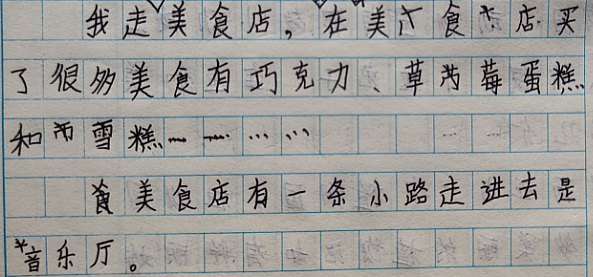 我走美食店，在美食店买
了很多美食有巧克力、草莓蛋糕
和雪糕………
美食店有一条小路走进去是
音乐厅。